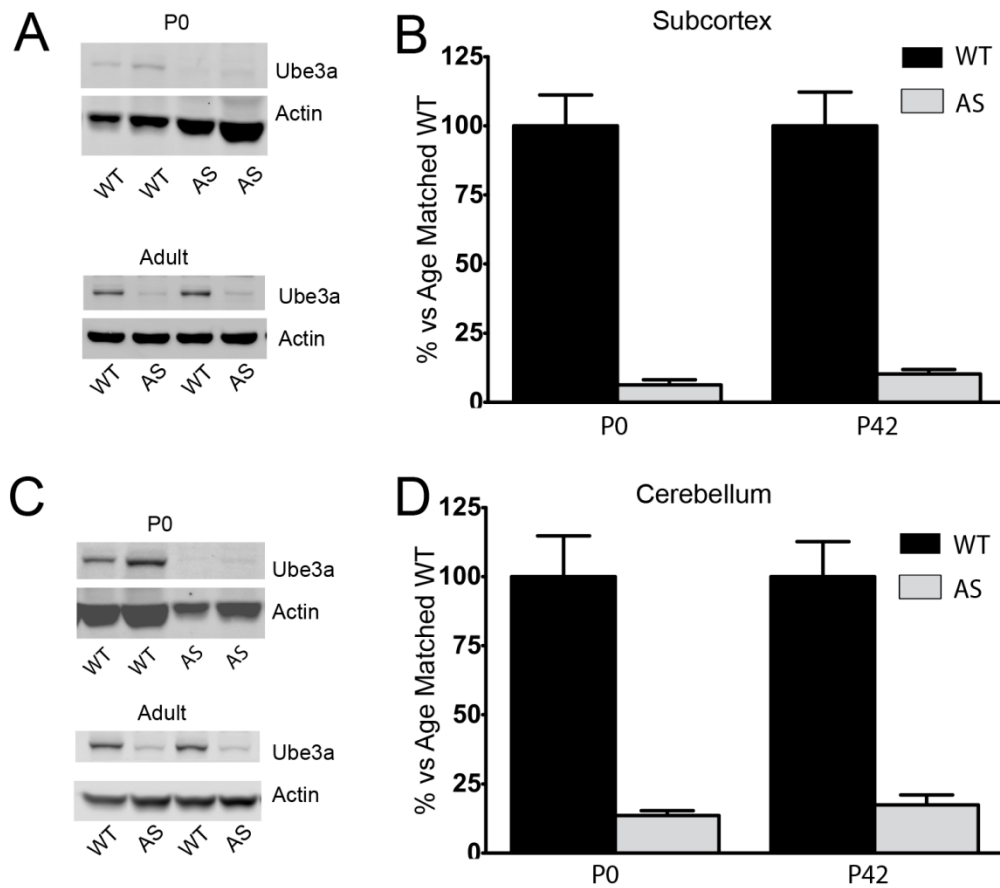 A
P0
Ube3a
Actin
WT WT AS AS
Adult
Ube3a
Actin
WT AS WT AS
B
Subcortex
WT
AS
% vs Age Matched WT
125
100
75
50
25
0
P0 P42
C
P0
Ube3a
Actin
WT WT AS AS
Adult
Ube3a
Actin
WT AS WT AS
D
Cerebellum
WT
AS
% vs Age Matched WT
125
100
75
50
25
0
P0 P42